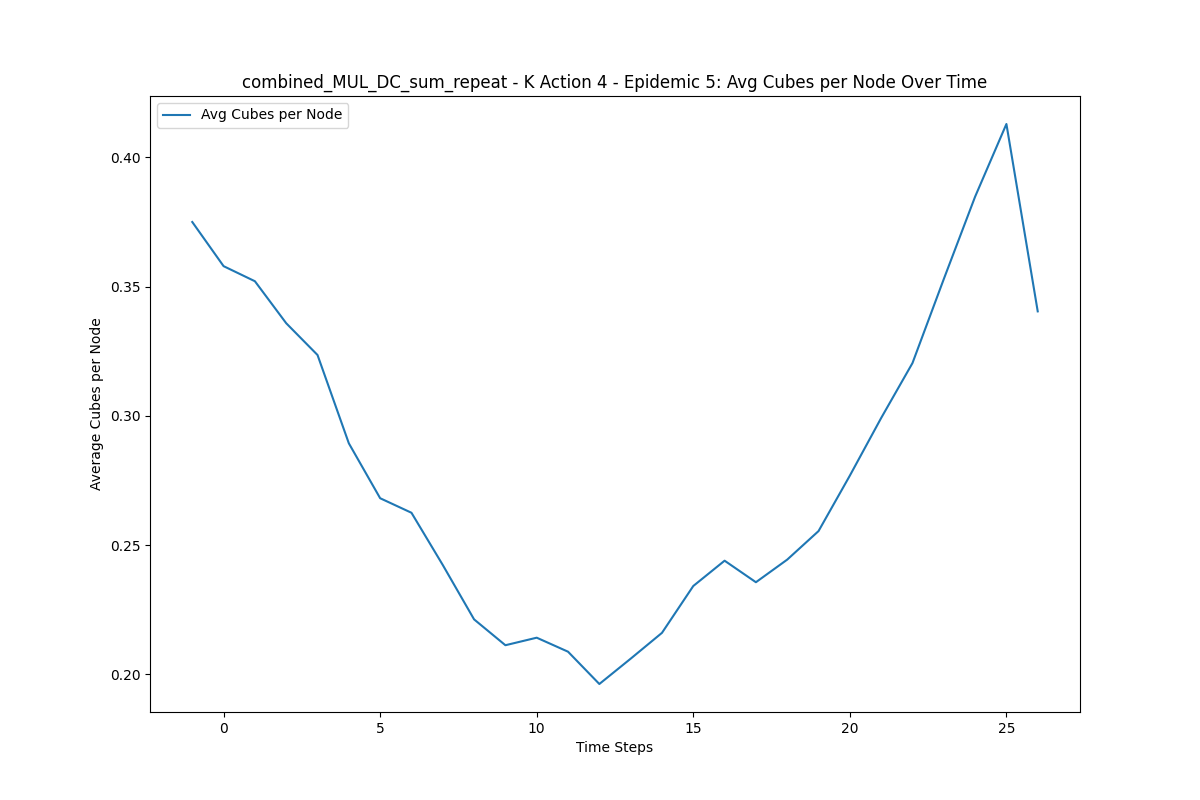 combined_MUL_DC_sum_repeat - K Action 4 - Epidemic 5: Avg Cubes per Node Over Time
Avg Cubes per Node
0.40
0.35
0.30
0.25
0.20
Average Cubes per Node
0 5 10 15 20 25
Time Steps